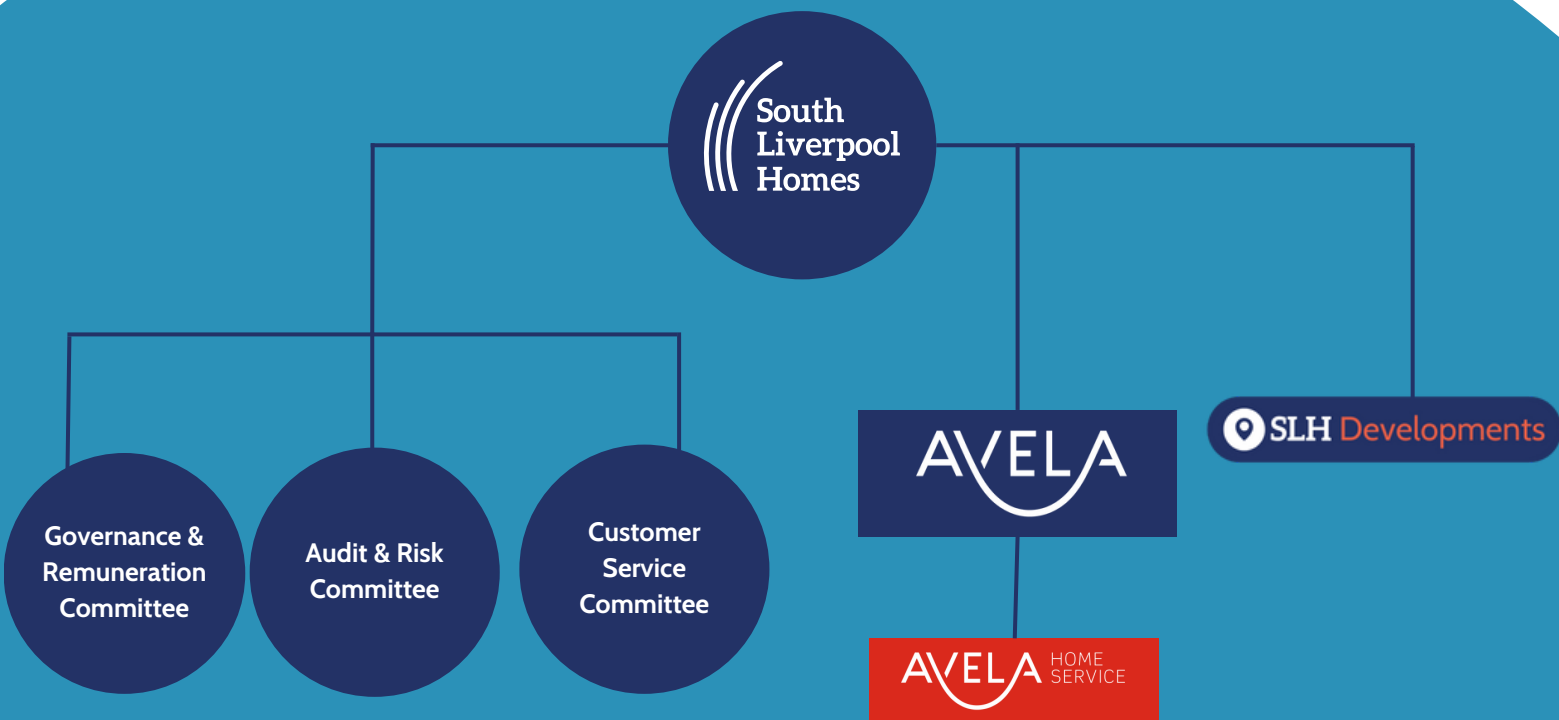 South
Liverpool
Homes
Governance &
Remuneration
Committee
Audit & Risk
Committee
Customer
Service
Committee
AVELA
SLH Developments
AVELA HOME
SERVICE